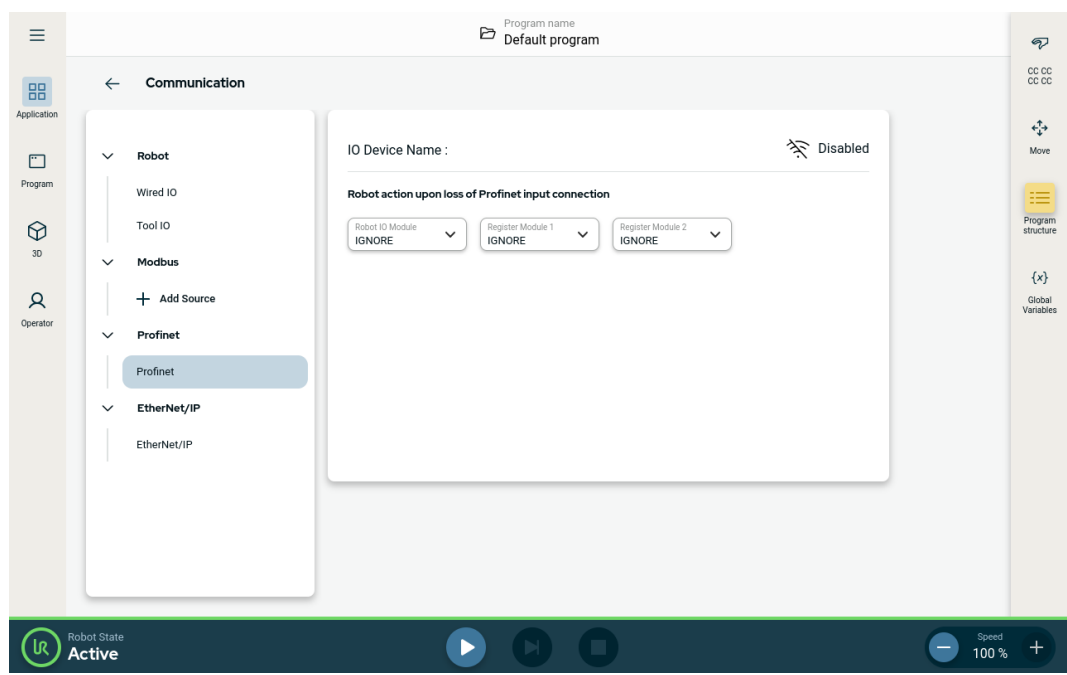 Program name
Default program
Communication
Application
Program
3D
Operator
Robot
Wired IO
Tool IO
Modbus
Add Source
Profinet
Profinet
EtherNet/IP
EtherNet/IP
IO Device Name :
Disabled
Robot action upon loss of Profinet input connection
Robot IO Module
IGNORE
Register Module 1
IGNORE
Register Module 2
IGNORE
CC CC
CC CC
Move
Program
structure
{x}
Global
Variables
UR
Robot State
Active
Speed
100 %